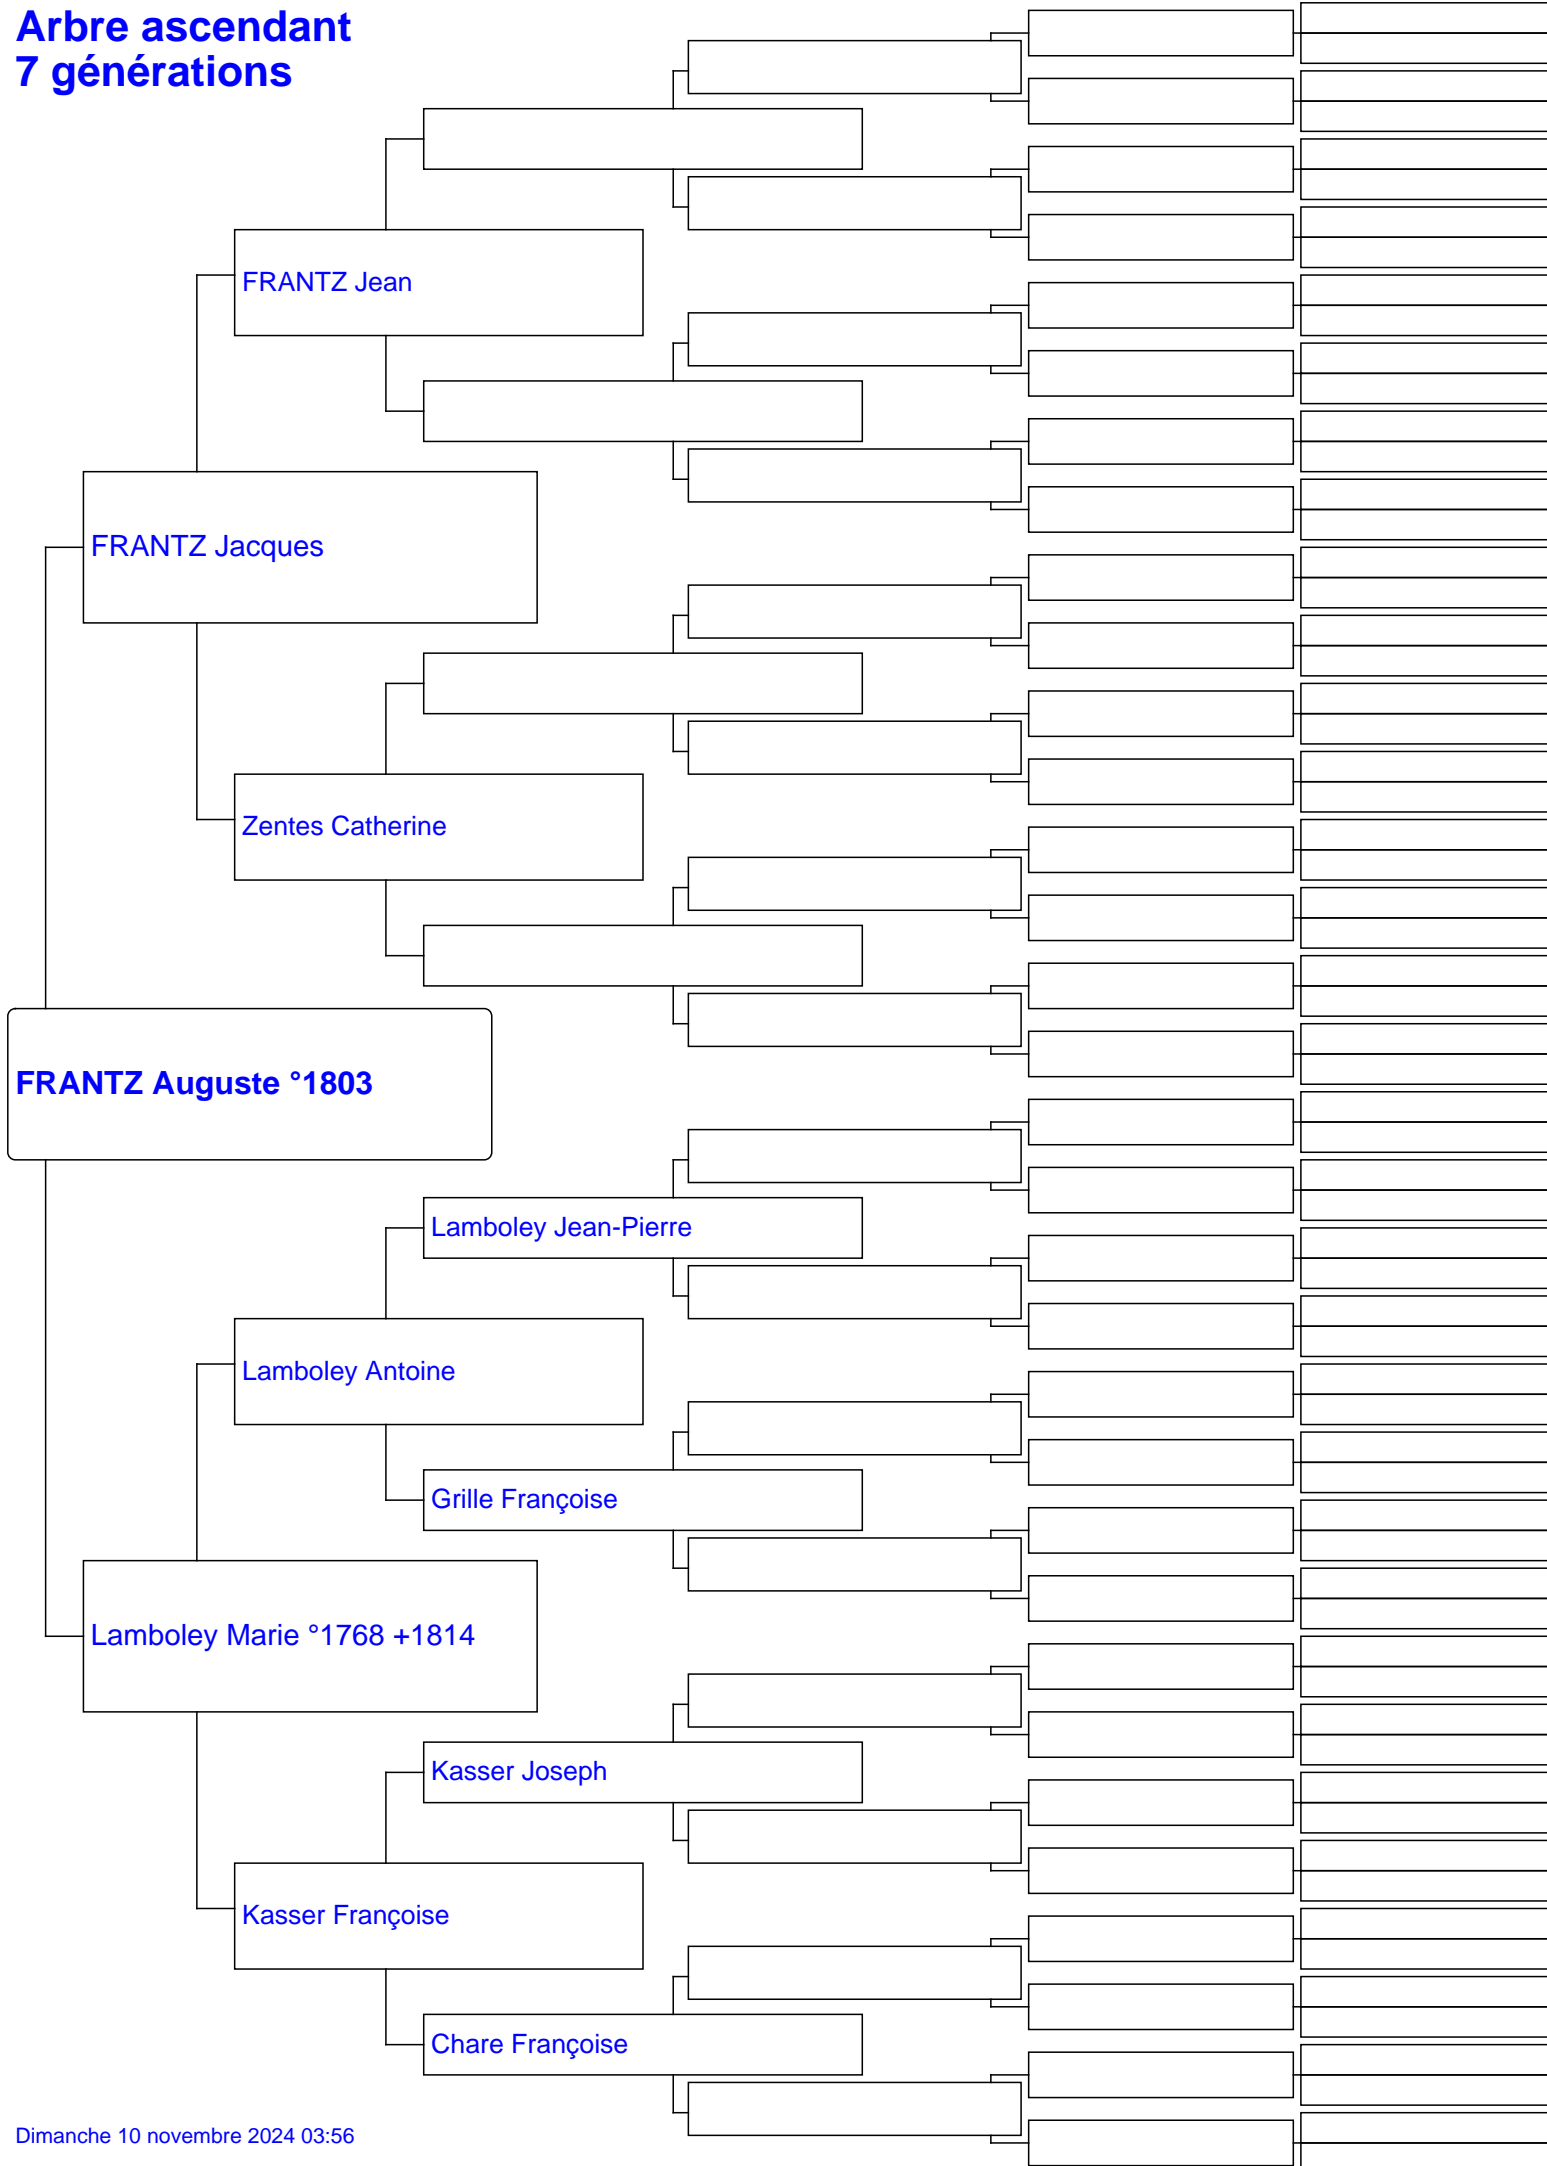 Arbre ascendant
7 générations
FRANTZ Jean
FRANTZ Jacques
Zentes Catherine
FRANTZ Auguste °1803
Lamboley Jean-Pierre
Lamboley Antoine
Grille Françoise
Lamboley Marie °1768 +1814
Kasser Joseph
Kasser Françoise
Chare Françoise
Dimanche 10 novembre 2024 03:56